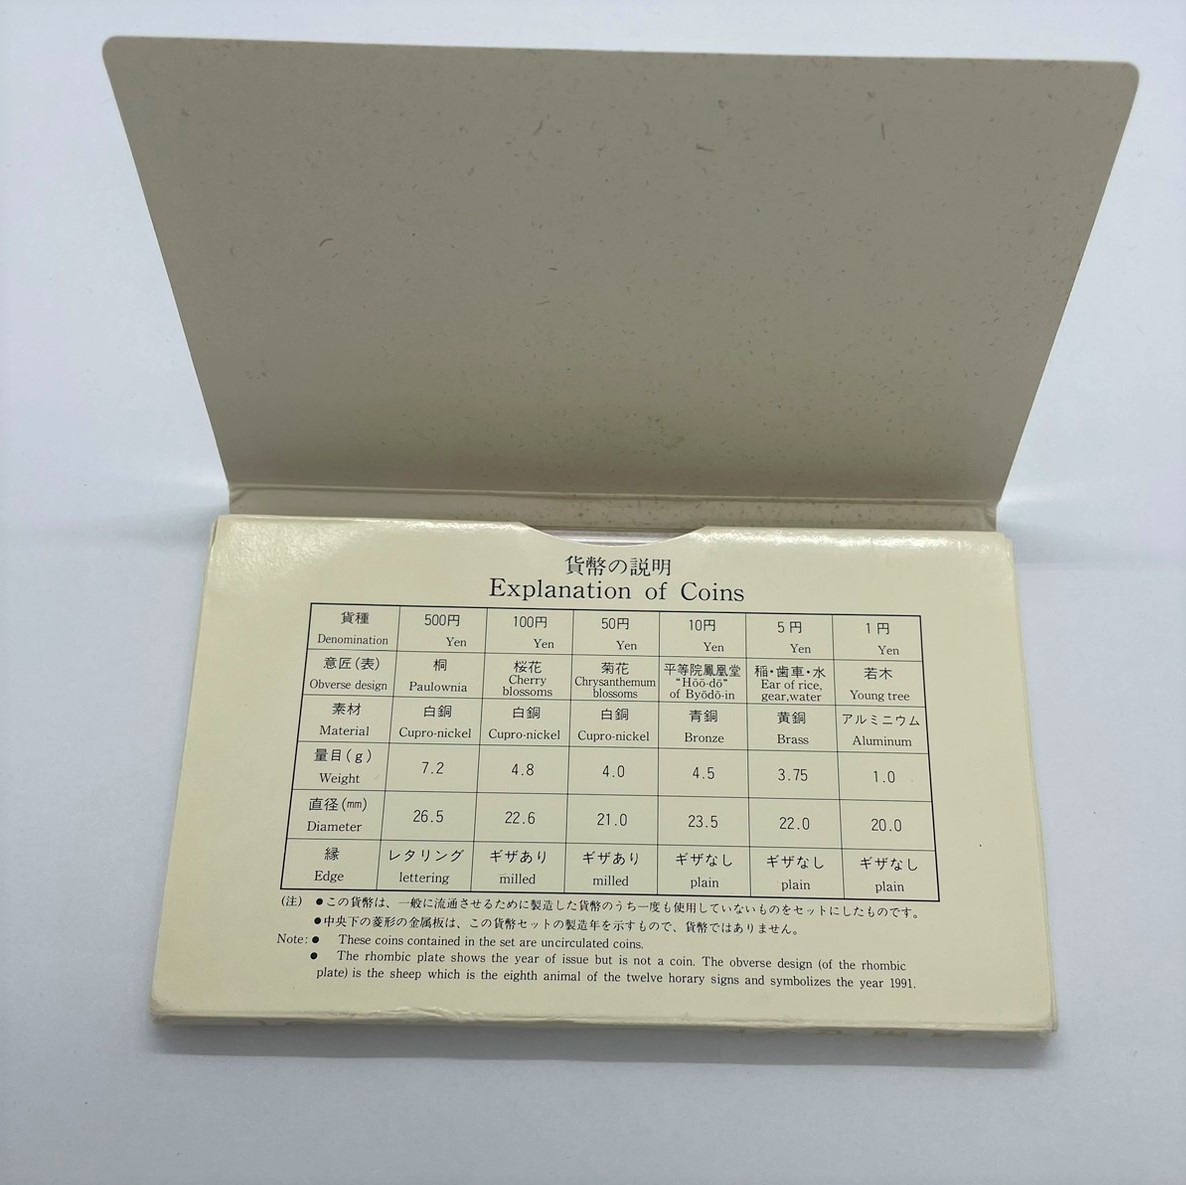 貨幣の説明
Explanation of Coins
貨種 500円 100円 50円 10円 5円 1円
Denomination Yen Yen Yen Yen Yen Yen
意匠(表) 桐 桜花 菊花 平等院鳳凰堂 稲・歯車・水 若木
Obverse design Paulownia Cherry blossoms Chrysanthemum blossoms "Hōō-dō" of Byōdō-in Ear of rice, gear,water Young tree
素材 白銅 白銅 白銅 青銅 黄銅 アルミニウム
Material Cupro-nickel Cupro-nickel Cupro-nickel Bronze Brass Aluminum
量目(g)
Weight 7.2 4.8 4.0 4.5 3.75 1.0
直径(㎜)
Diameter 26.5 22.6 21.0 23.5 22.0 20.0
縁 レタリング ギザあり ギザあり ギザなし ギザなし ギザなし
Edge lettering milled milled plain plain plain
(注) ●この貨幣は、一般に流通させるために製造した貨幣のうち一度も使用していないものをセットにしたものです。
●中央下の菱形の金属板は、この貨幣セットの製造年を示すもので、貨幣ではありません。
Note:● These coins contained in the set are uncirculated coins.
● The rhombic plate shows the year of issue but is not a coin. The obverse design (of the rhombic
plate) is the sheep which is the eighth animal of the twelve horary signs and symbolizes the year 1991.